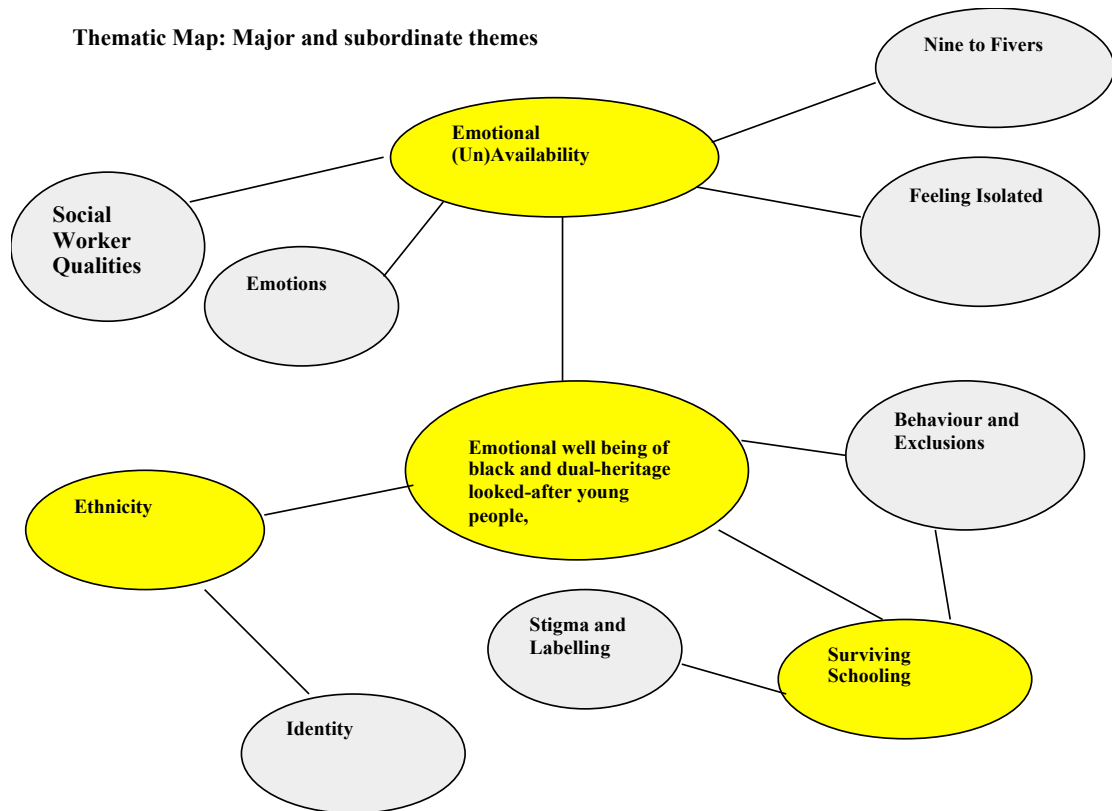 Thematic Map: Major and subordinate themes
Nine to Fivers
Emotional
(Un)Availability
Feeling Isolated
Social
Worker
Qualities
Emotions
Behaviour and
Exclusions
Emotional well being of
black and dual-heritage
looked-after young
people,
Ethnicity
Stigma and
Labelling
Surviving
Schooling
Identity